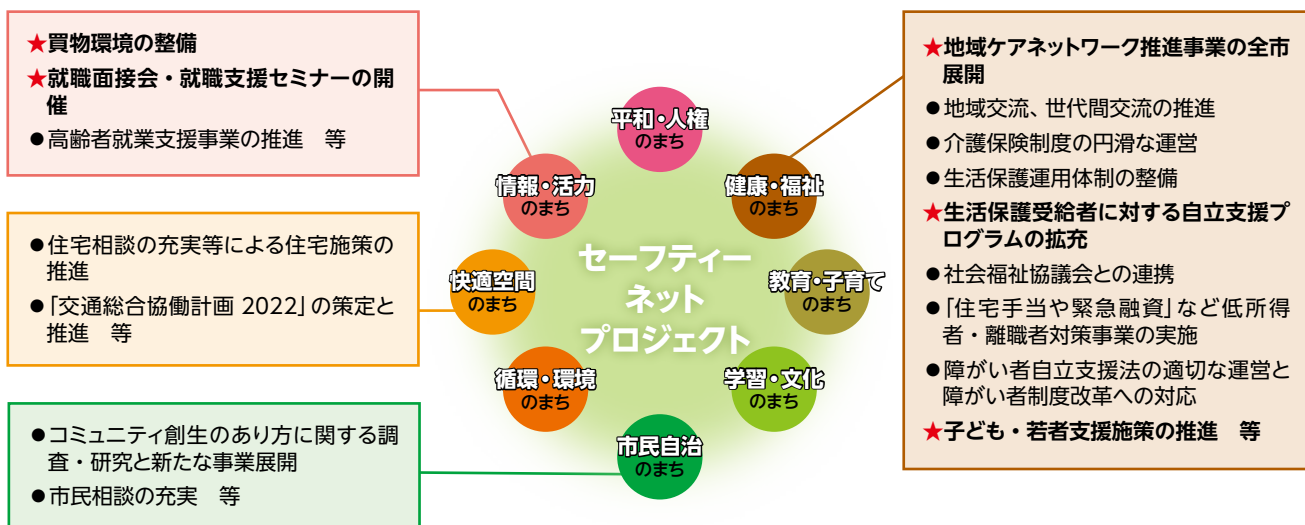 ★買物環境の整備
★就職面接会・就職支援セミナーの開
催
●高齢者就業支援事業の推進　等
●住宅相談の充実等による住宅施策の
推進
●「交通総合協働計画 2022」の策定と
推進　等
●コミュニティ創生のあり方に関する調
査・研究と新たな事業展開
●市民相談の充実　等
平和・人権
のまち
情報・活力
のまち
健康・福祉
のまち
快適空間
のまち
セーフティー
ネット
プロジェクト
教育・子育て
のまち
循環・環境
のまち
学習・文化
のまち
市民自治
のまち
★地域ケアネットワーク推進事業の全市
展開
●地域交流、世代間交流の推進
●介護保険制度の円滑な運営
●生活保護運用体制の整備
★生活保護受給者に対する自立支援プ
ログラムの拡充
●社会福祉協議会との連携
●「住宅手当や緊急融資」など低所得
者・離職者対策事業の実施
●障がい者自立支援法の適切な運営と
障がい者制度改革への対応
★子ども・若者支援施策の推進　等